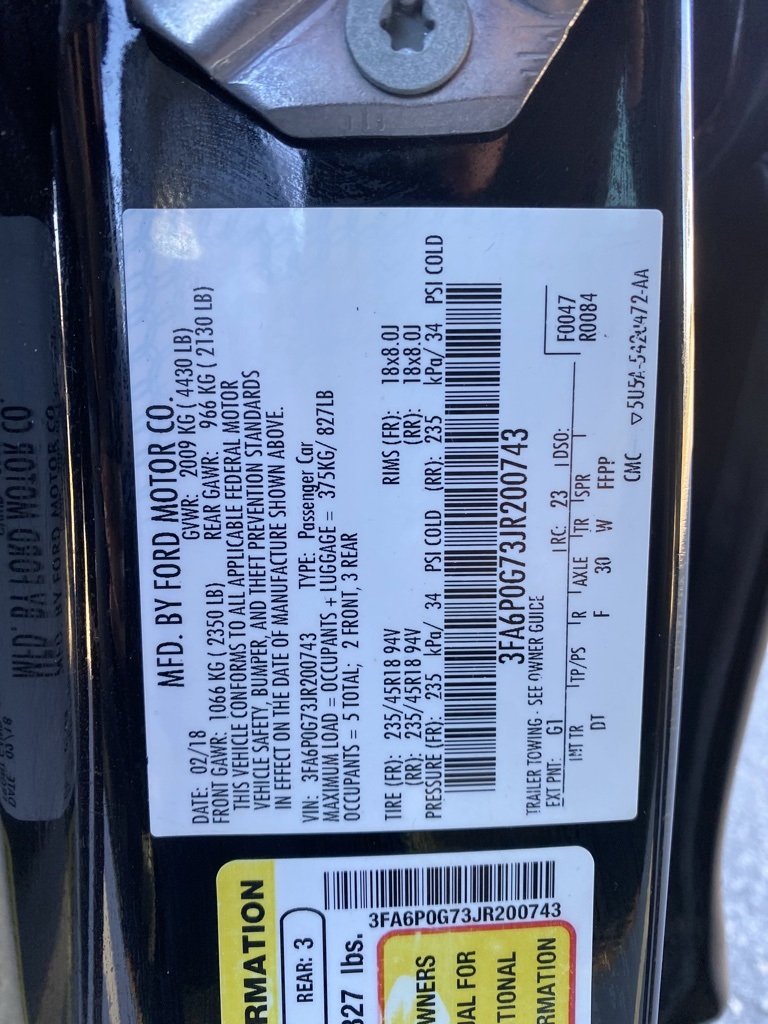 MFD. BY FORD MOTOR CO.
DATE: 02/18 GVWR: 2009 KG ( 4430 LB)
FRONT GAWR: 1066 KG ( 2350 LB) REAR GAWR: 966 KG ( 2130 LB)
THIS VEHICLE CONFORMS TO ALL APPLICABLE FEDERAL MOTOR
VEHICLE SAFETY, BUMPER, AND THEFT PREVENTION STANDARDS
IN EFFECT ON THE DATE OF MANUFACTURE SHOWN ABOVE.
VIN: 3FA6P0G73JR200743 TYPE: Passenger Car
MAXIMUM LOAD = OCCUPANTS + LUGGAGE = 375KG/ 827LB
OCCUPANTS = 5 TOTAL; 2 FRONT, 3 REAR
TIRE (FR): 235/45R18 94V RIMS (FR): 18x8.0J
(RR): 235/45R18 94V (RR): 18x8.0J
PRESSURE (FR): 235 kPa/ 34 PSI COLD (RR): 235 kPa/ 34 PSI COLD
3FA6P0G73JR200743
TRAILER TOWING - SEE OWNER GUIDE
EXT PNT: G1 RC: 23 DSO: F0047
INT TR TP/PS R AXLE TR SPR R0084
DT F 30 W FFPP
CMC 5U5A-5420472-AA
RMATION
REAR: 3
827 lbs.
3FA6P0G73JR200743
WNERS
AL FOR
TIONAL
RMATION